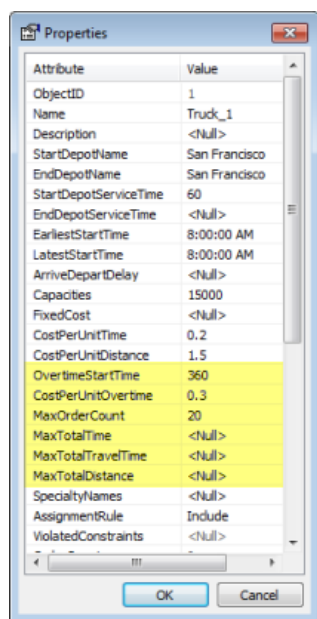 Properties
Attribute Value
ObjectID 1
Name Truck_1
Description <Null>
StartDepotName San Francisco
EndDepotName San Francisco
StartDepotServiceTime 60
EndDepotServiceTime <Null>
EarliestStartTime 8:00:00 AM
LatestStartTime 8:00:00 AM
ArriveDepartDelay <Null>
Capacities 15000
FixedCost <Null>
CostPerUnitTime 0.2
CostPerUnitDistance 1.5
OvertimeStartTime 360
CostPerUnitOvertime 0.3
MaxOrderCount 20
MaxTotalTime <Null>
MaxTotalTravelTime <Null>
MaxTotalDistance <Null>
SpecialtyNames <Null>
AssignmentRule Include
ViolatedConstraints <Null>
OK Cancel